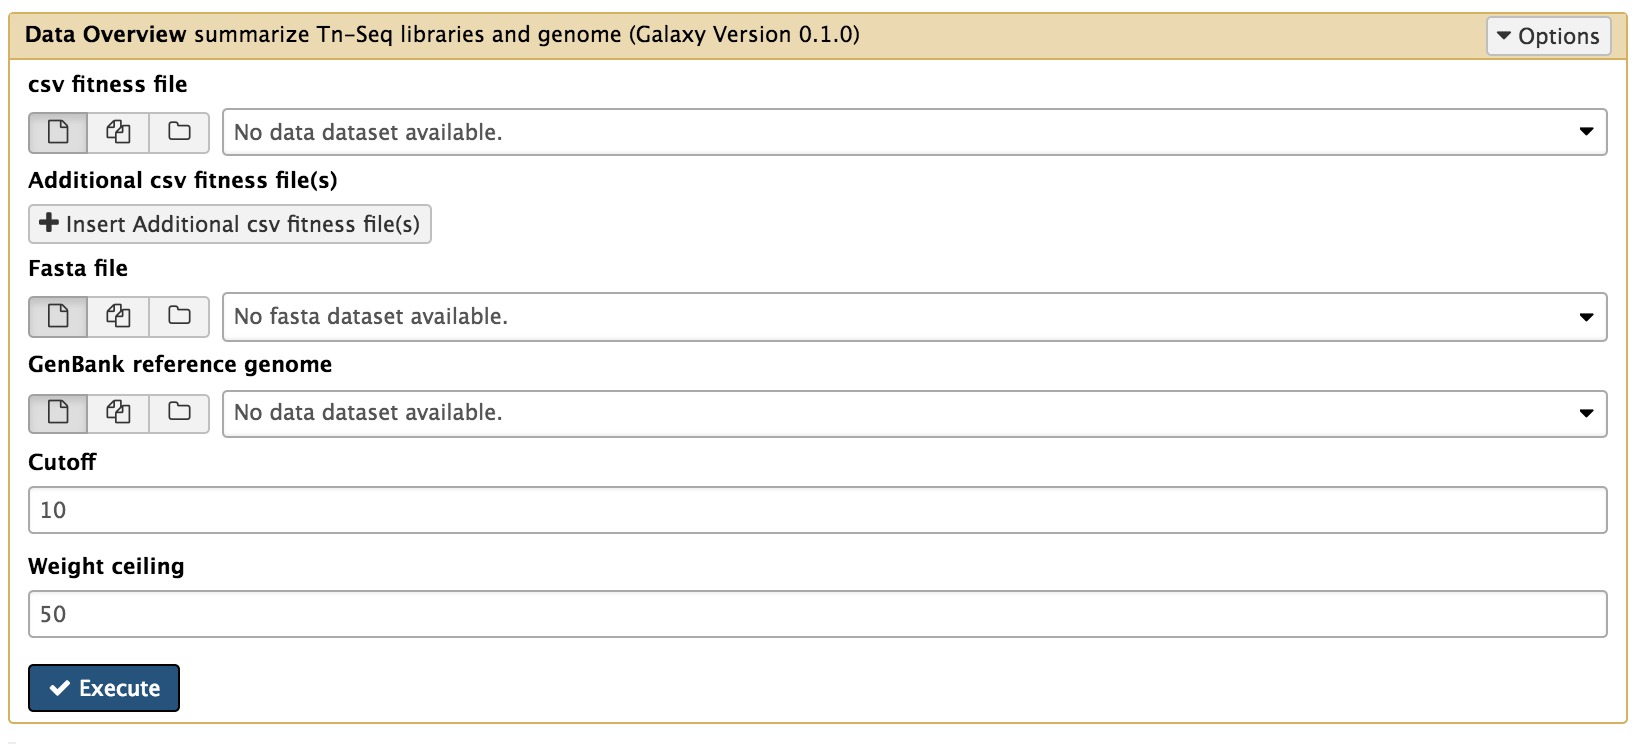 Data Overview summarize Tn-Seq libraries and genome (Galaxy Version 0.1.0)
Options
csv fitness file
No data dataset available.
Additional csv fitness file(s)
Insert Additional csv fitness file(s)
Fasta file
No fasta dataset available.
GenBank reference genome
No data dataset available.
Cutoff
10
Weight ceiling
50
Execute